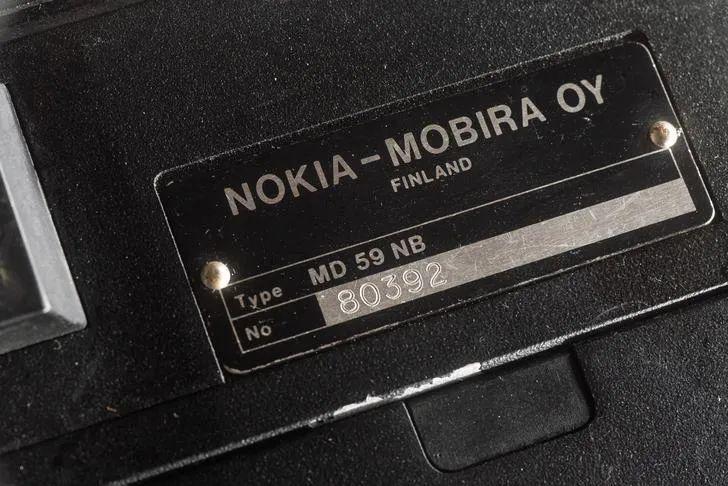 NOKIA-MOBIRA OY
FINLAND
Type MD 59 NB
No 80392